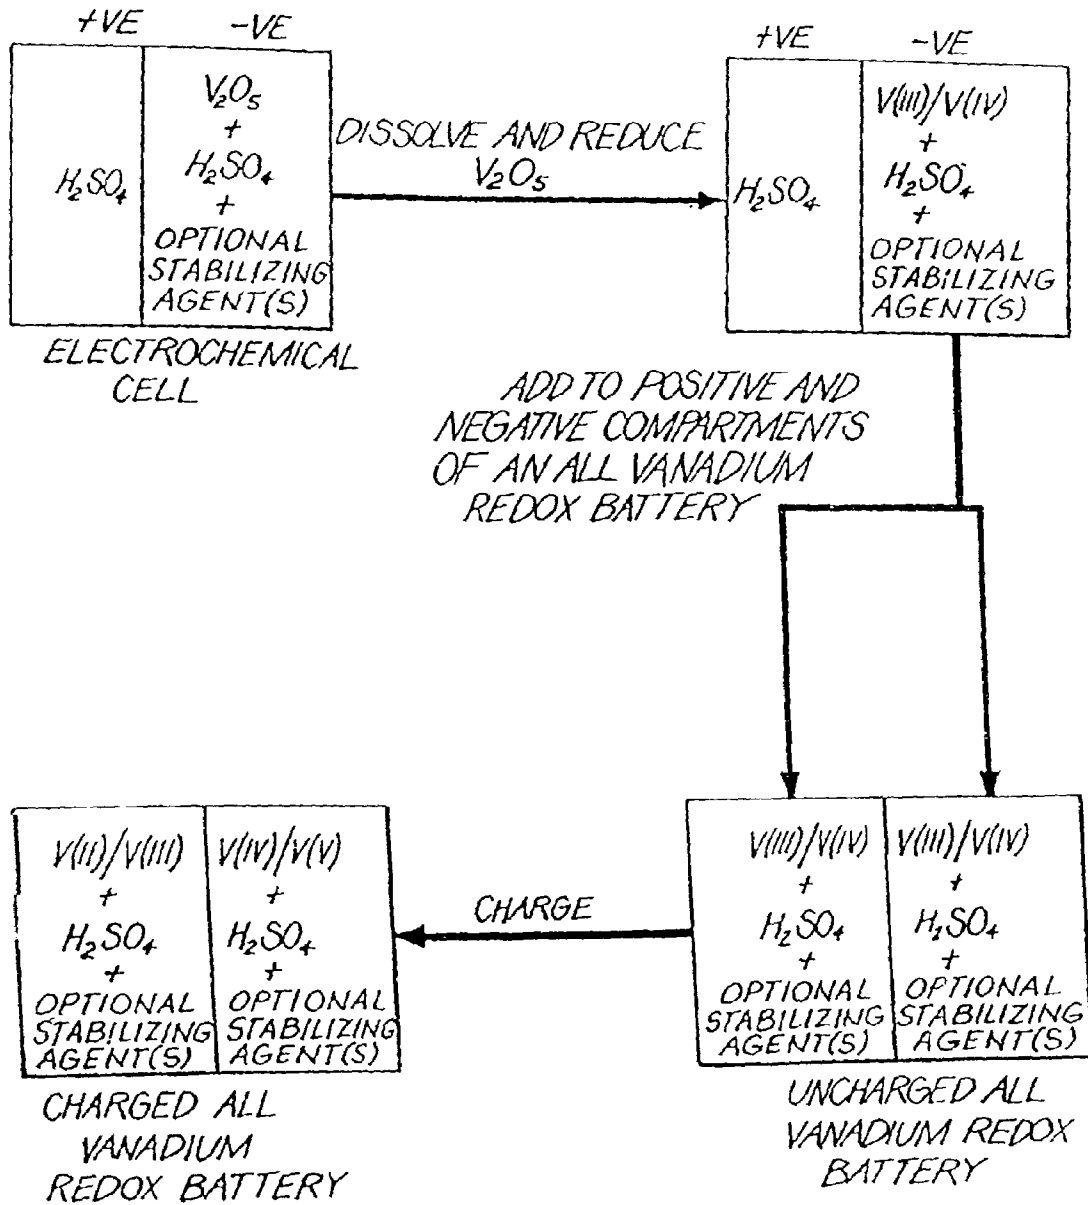 +VE -VE
H₂SO₄
V₂O₅
+
H₂SO₄
+
OPTIONAL
STABILIZING
AGENT(S)
ELECTROCHEMICAL
CELL
DISSOLVE AND REDUCE
V₂O₅
+VE -VE
H₂SO₄
V(III)/V(IV)
+
H₂SO₄
+
OPTIONAL
STABILIZING
AGENT(S)
ADD TO POSITIVE AND
NEGATIVE COMPARTMENTS
OF AN ALL VANADIUM
REDOX BATTERY
V(II)/V(III)
+
H₂SO₄
+
OPTIONAL
STABILIZING
AGENT(S)
V(IV)/V(V)
+
H₂SO₄
+
OPTIONAL
STABILIZING
AGENT(S)
CHARGED ALL
VANADIUM
REDOX BATTERY
CHARGE
V(III)/V(IV)
+
H₂SO₄
+
OPTIONAL
STABILIZING
AGENT(S)
V(III)/V(IV)
+
H₂SO₄
+
OPTIONAL
STABILIZING
AGENT(S)
UNCHARGED ALL
VANADIUM REDOX
BATTERY